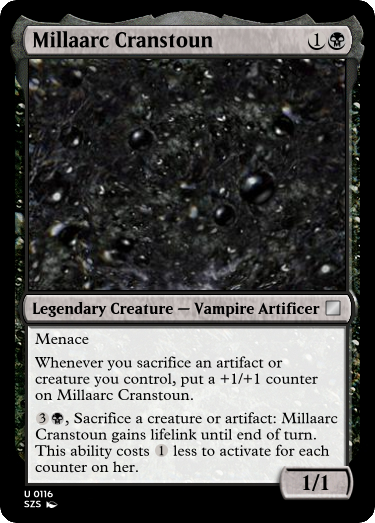 Millaarc Cranstoun 1
Legendary Creature — Vampire Artificer
Menace
Whenever you sacrifice an artifact or
creature you control, put a +1/+1 counter
on Millaarc Cranstoun.
3 , Sacrifice a creature or artifact: Millaarc
Cranstoun gains lifelink until end of turn.
This ability costs 1 less to activate for each
counter on her.
1/1
U 0116
SZS